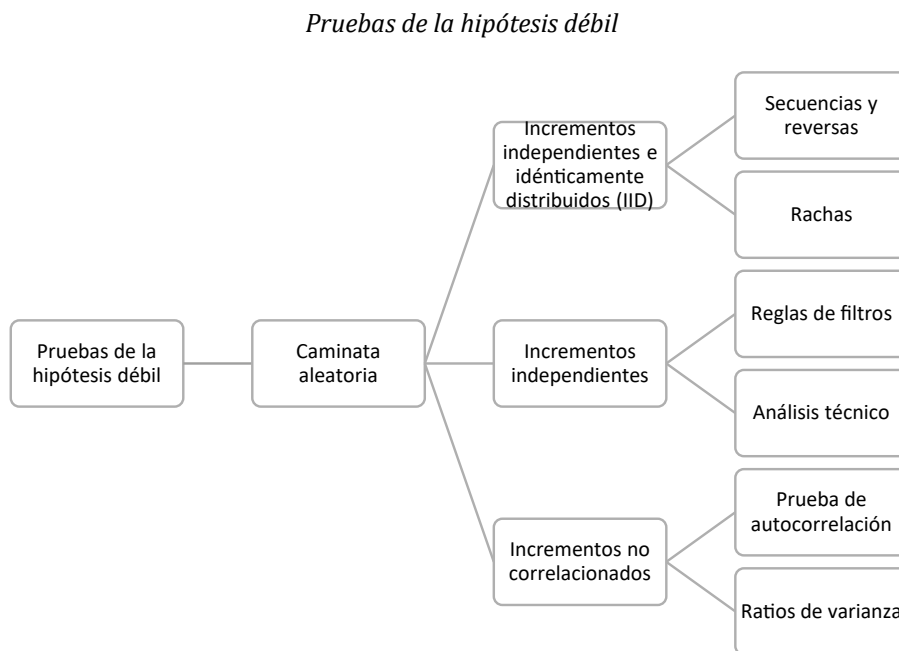 Pruebas de la hipótesis débil
Pruebas de la
hipótesis débil
Caminata
aleatoria
Incrementos
independientes e
idénticamente
distribuidos (IID)
Secuencias y
reversas
Rachas
Incrementos
independientes
Reglas de filtros
Análisis técnico
Incrementos no
correlacionados
Prueba de
autocorrelación
Ratios de varianza